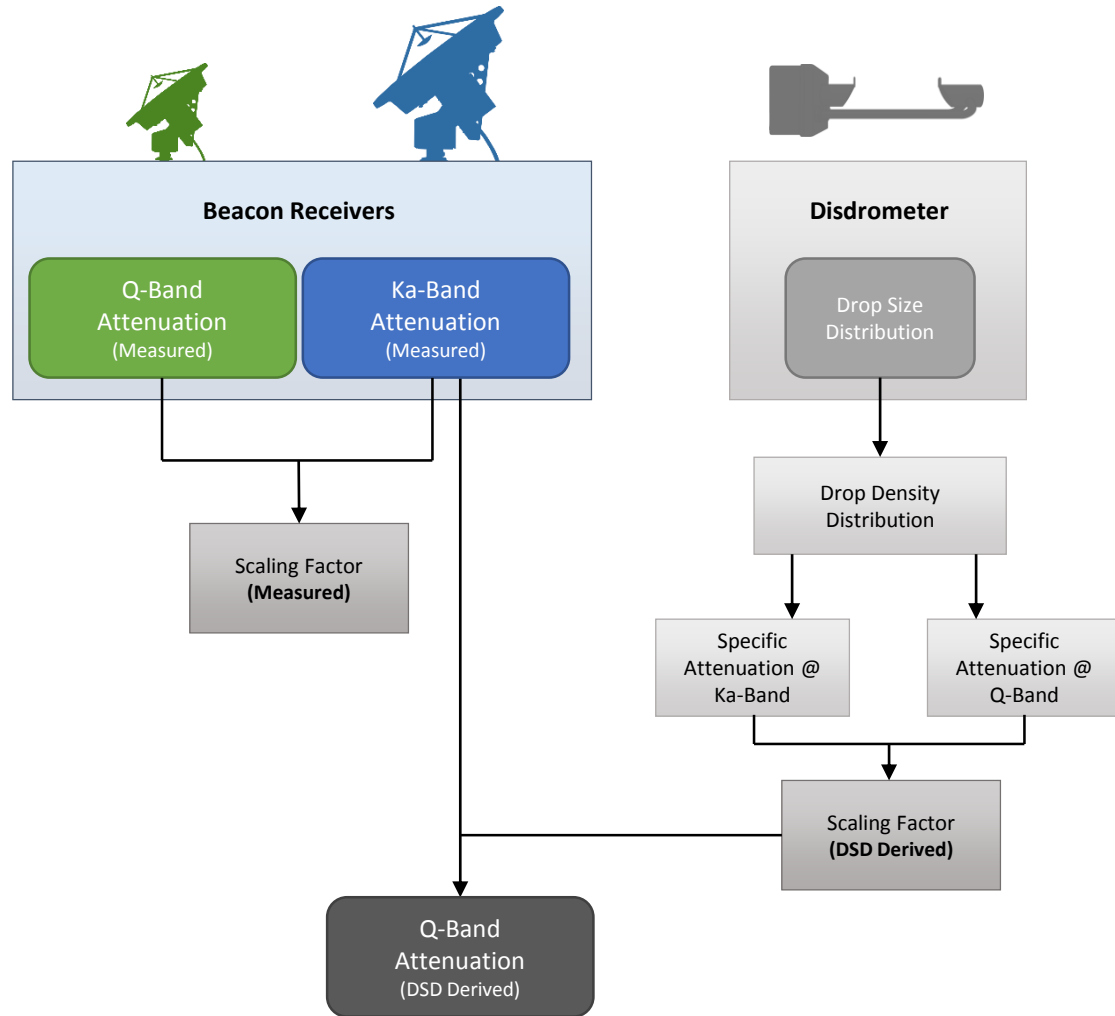 Beacon Receivers
Q-Band
Attenuation
(Measured)
Ka-Band
Attenuation
(Measured)
Disdrometer
Drop Size
Distribution
Drop Density
Distribution
Scaling Factor
(Measured)
Specific
Attenuation @
Ka-Band
Specific
Attenuation @
Q-Band
Scaling Factor
(DSD Derived)
Q-Band
Attenuation
(DSD Derived)